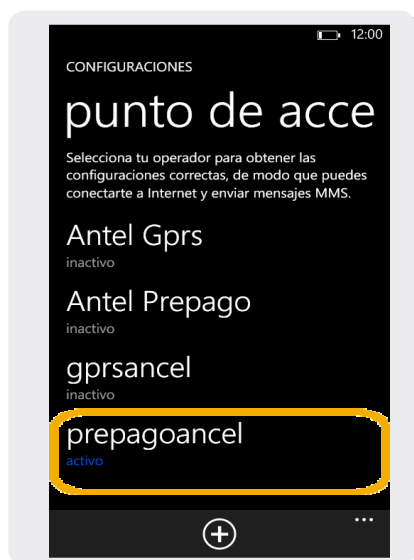 12:00
CONFIGURACIONES
punto de acce
Selecciona tu operador para obtener las
configuraciones correctas, de modo que puedes
conectarte a Internet y enviar mensajes MMS.
Antel Gprs
inactivo
Antel Prepago
inactivo
gprsancel
inactivo
prepagoancel
activo